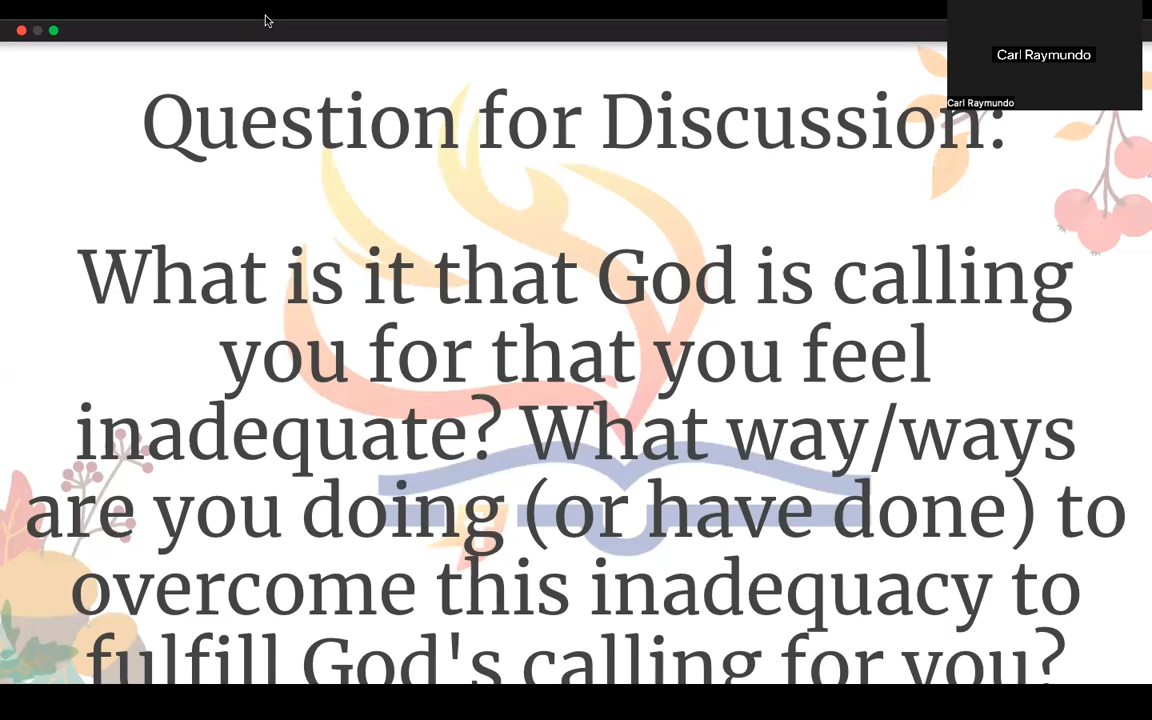 Carl Raymundo
Carl Raymundo
Question for Discussion:
What is it that God is calling
you for that you feel
inadequate? What way/ways
are you doing (or have done) to
overcome this inadequacy to
fulfill God's calling for you?